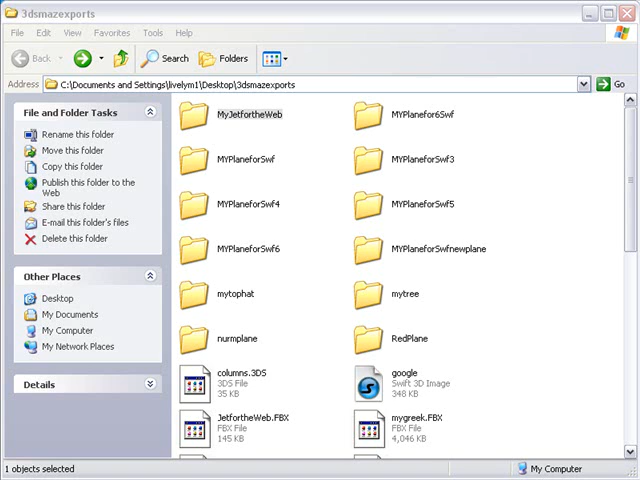 3dsmazexports
File Edit View Favorites Tools Help
Back Search Folders
Address C:\Documents and Settings\livelym1\Desktop\3dsmazexports Go
File and Folder Tasks
Rename this folder
Move this folder
Copy this folder
Publish this folder to the
Web
Share this folder
E-mail this folder's files
Delete this folder
Other Places
Desktop
My Documents
My Computer
My Network Places
Details
MyJetfortheWeb
MYPlanefor6Swf
MYPlaneforSwf
MYPlaneforSwf3
MYPlaneforSwf4
MYPlaneforSwf5
MYPlaneforSwf6
MYPlaneforSwfnewplane
mytophat
mytree
nurmplane
RedPlane
columns.3DS
3DS File
35 KB
google
Swift 3D Image
348 KB
JetfortheWeb.FBX
FBX File
145 KB
mygreek.FBX
FBX File
4,046 KB
1 objects selected
My Computer